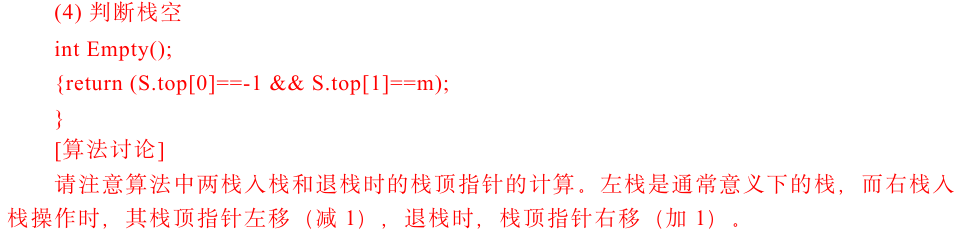 (4) 判断栈空
int Empty();
{return (S.top[0]==-1 && S.top[1]==m);
}
[算法讨论]
请注意算法中两栈入栈和退栈时的栈顶指针的计算。左栈是通常意义下的栈，而右栈入
栈操作时，其栈顶指针左移（减 1），退栈时，栈顶指针右移（加 1）。